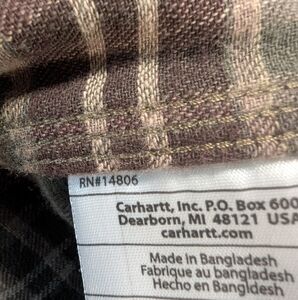 RN#14806
Carhartt, Inc. P.O. Box 600
Dearborn, MI 48121 USA
carhartt.com
Made in Bangladesh
Fabriqué au bangladesh
Hecho en Bangladesh